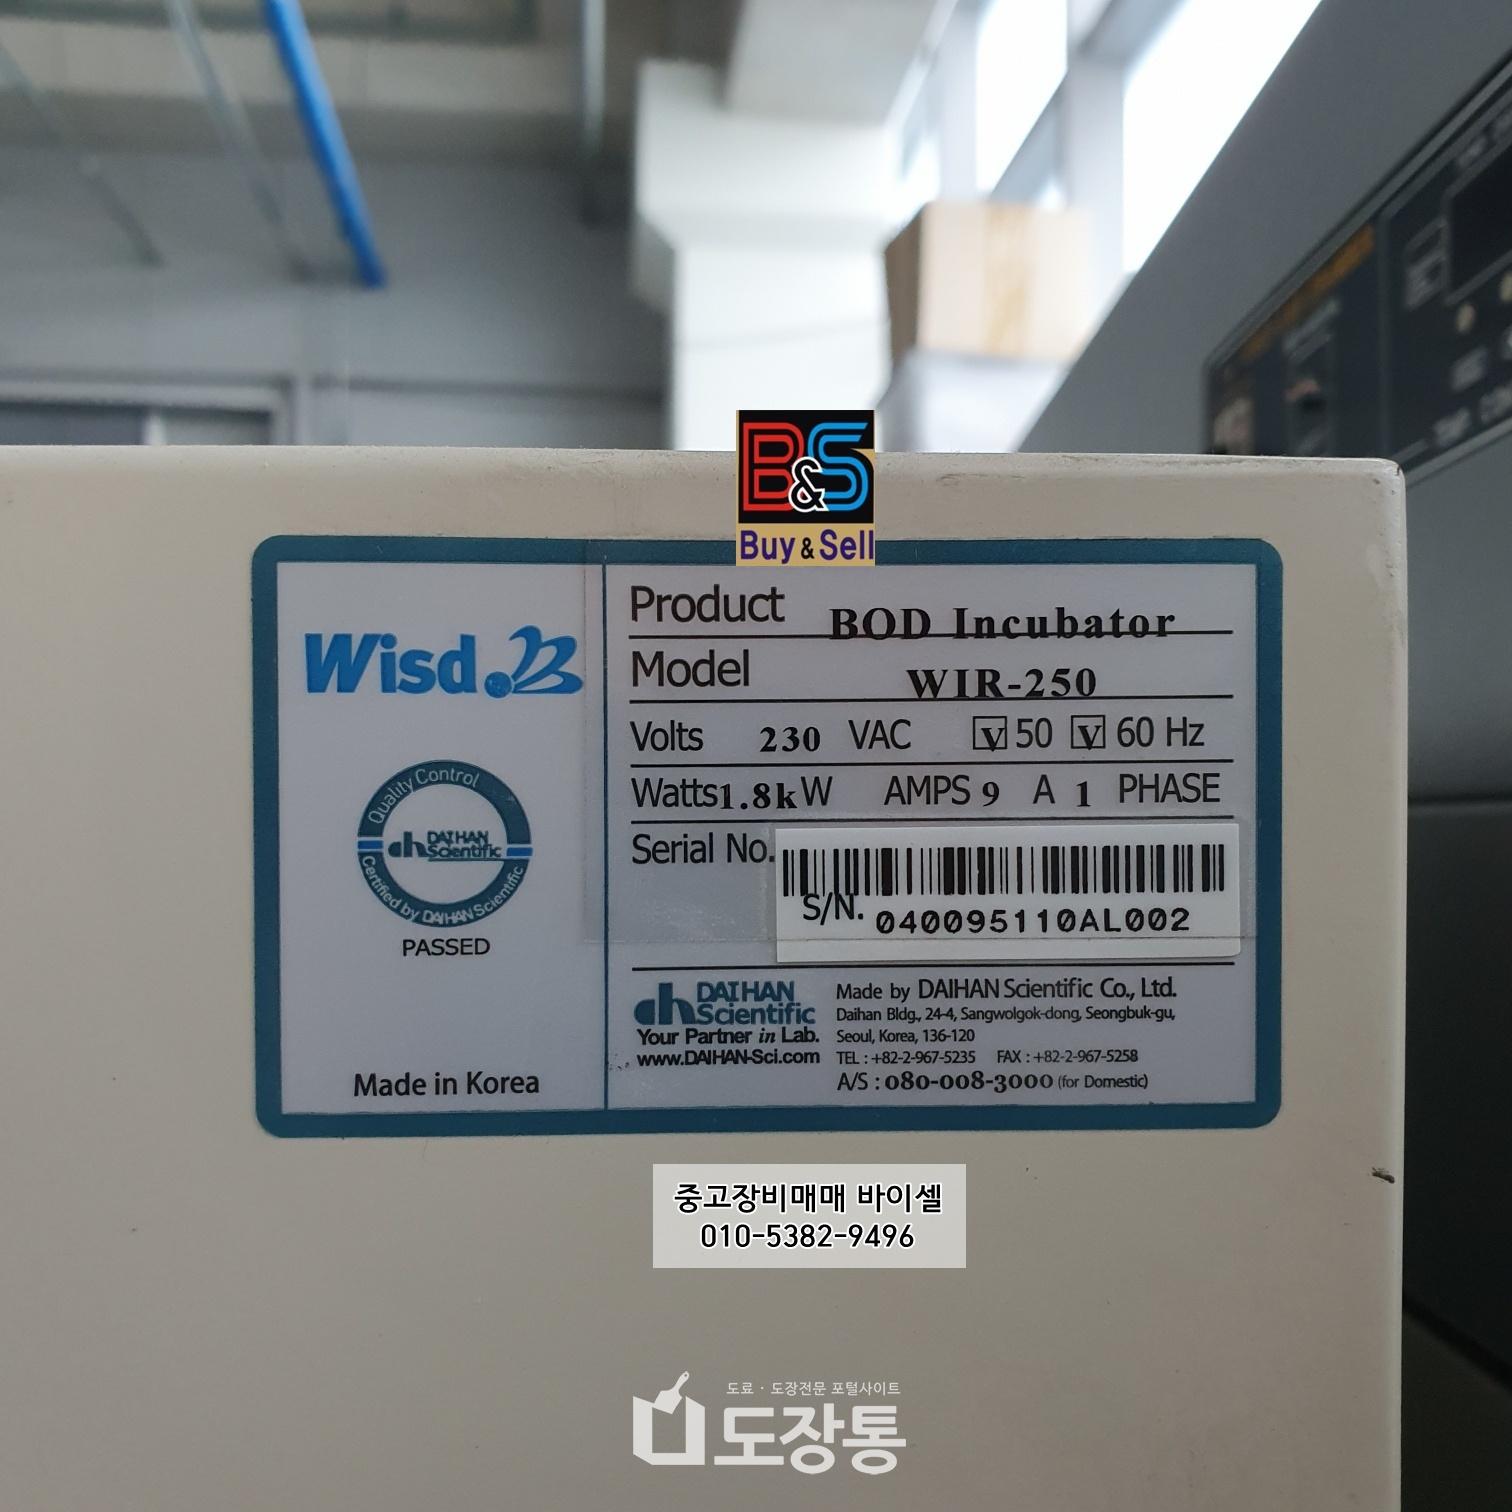 B&S
Buy & Sell
Wisd.
Quality Control
DAIHAN
Scientific
Certified by DAIHAN Scientific
PASSED
Made in Korea
Product BOD Incubator
Model WIR-250
Volts 230 VAC V 50 V 60 Hz
Watts 1.8kW AMPS 9 A 1 PHASE
Serial No.
S/N. 040095110AL002
DAIHAN
Scientific
Your Partner in Lab.
www.DAIHAN-Sci.com
Made by DAIHAN Scientific Co., Ltd.
Daihan Bldg., 24-4, Sangwolgok-dong, Seongbuk-gu,
Seoul, Korea, 136-120
TEL : +82-2-967-5235 FAX : +82-2-967-5258
A/S : 080-008-3000 (for Domestic)
중고장비매매 바이셀
010-5382-9496
도료 · 도장전문 포털사이트
도장통